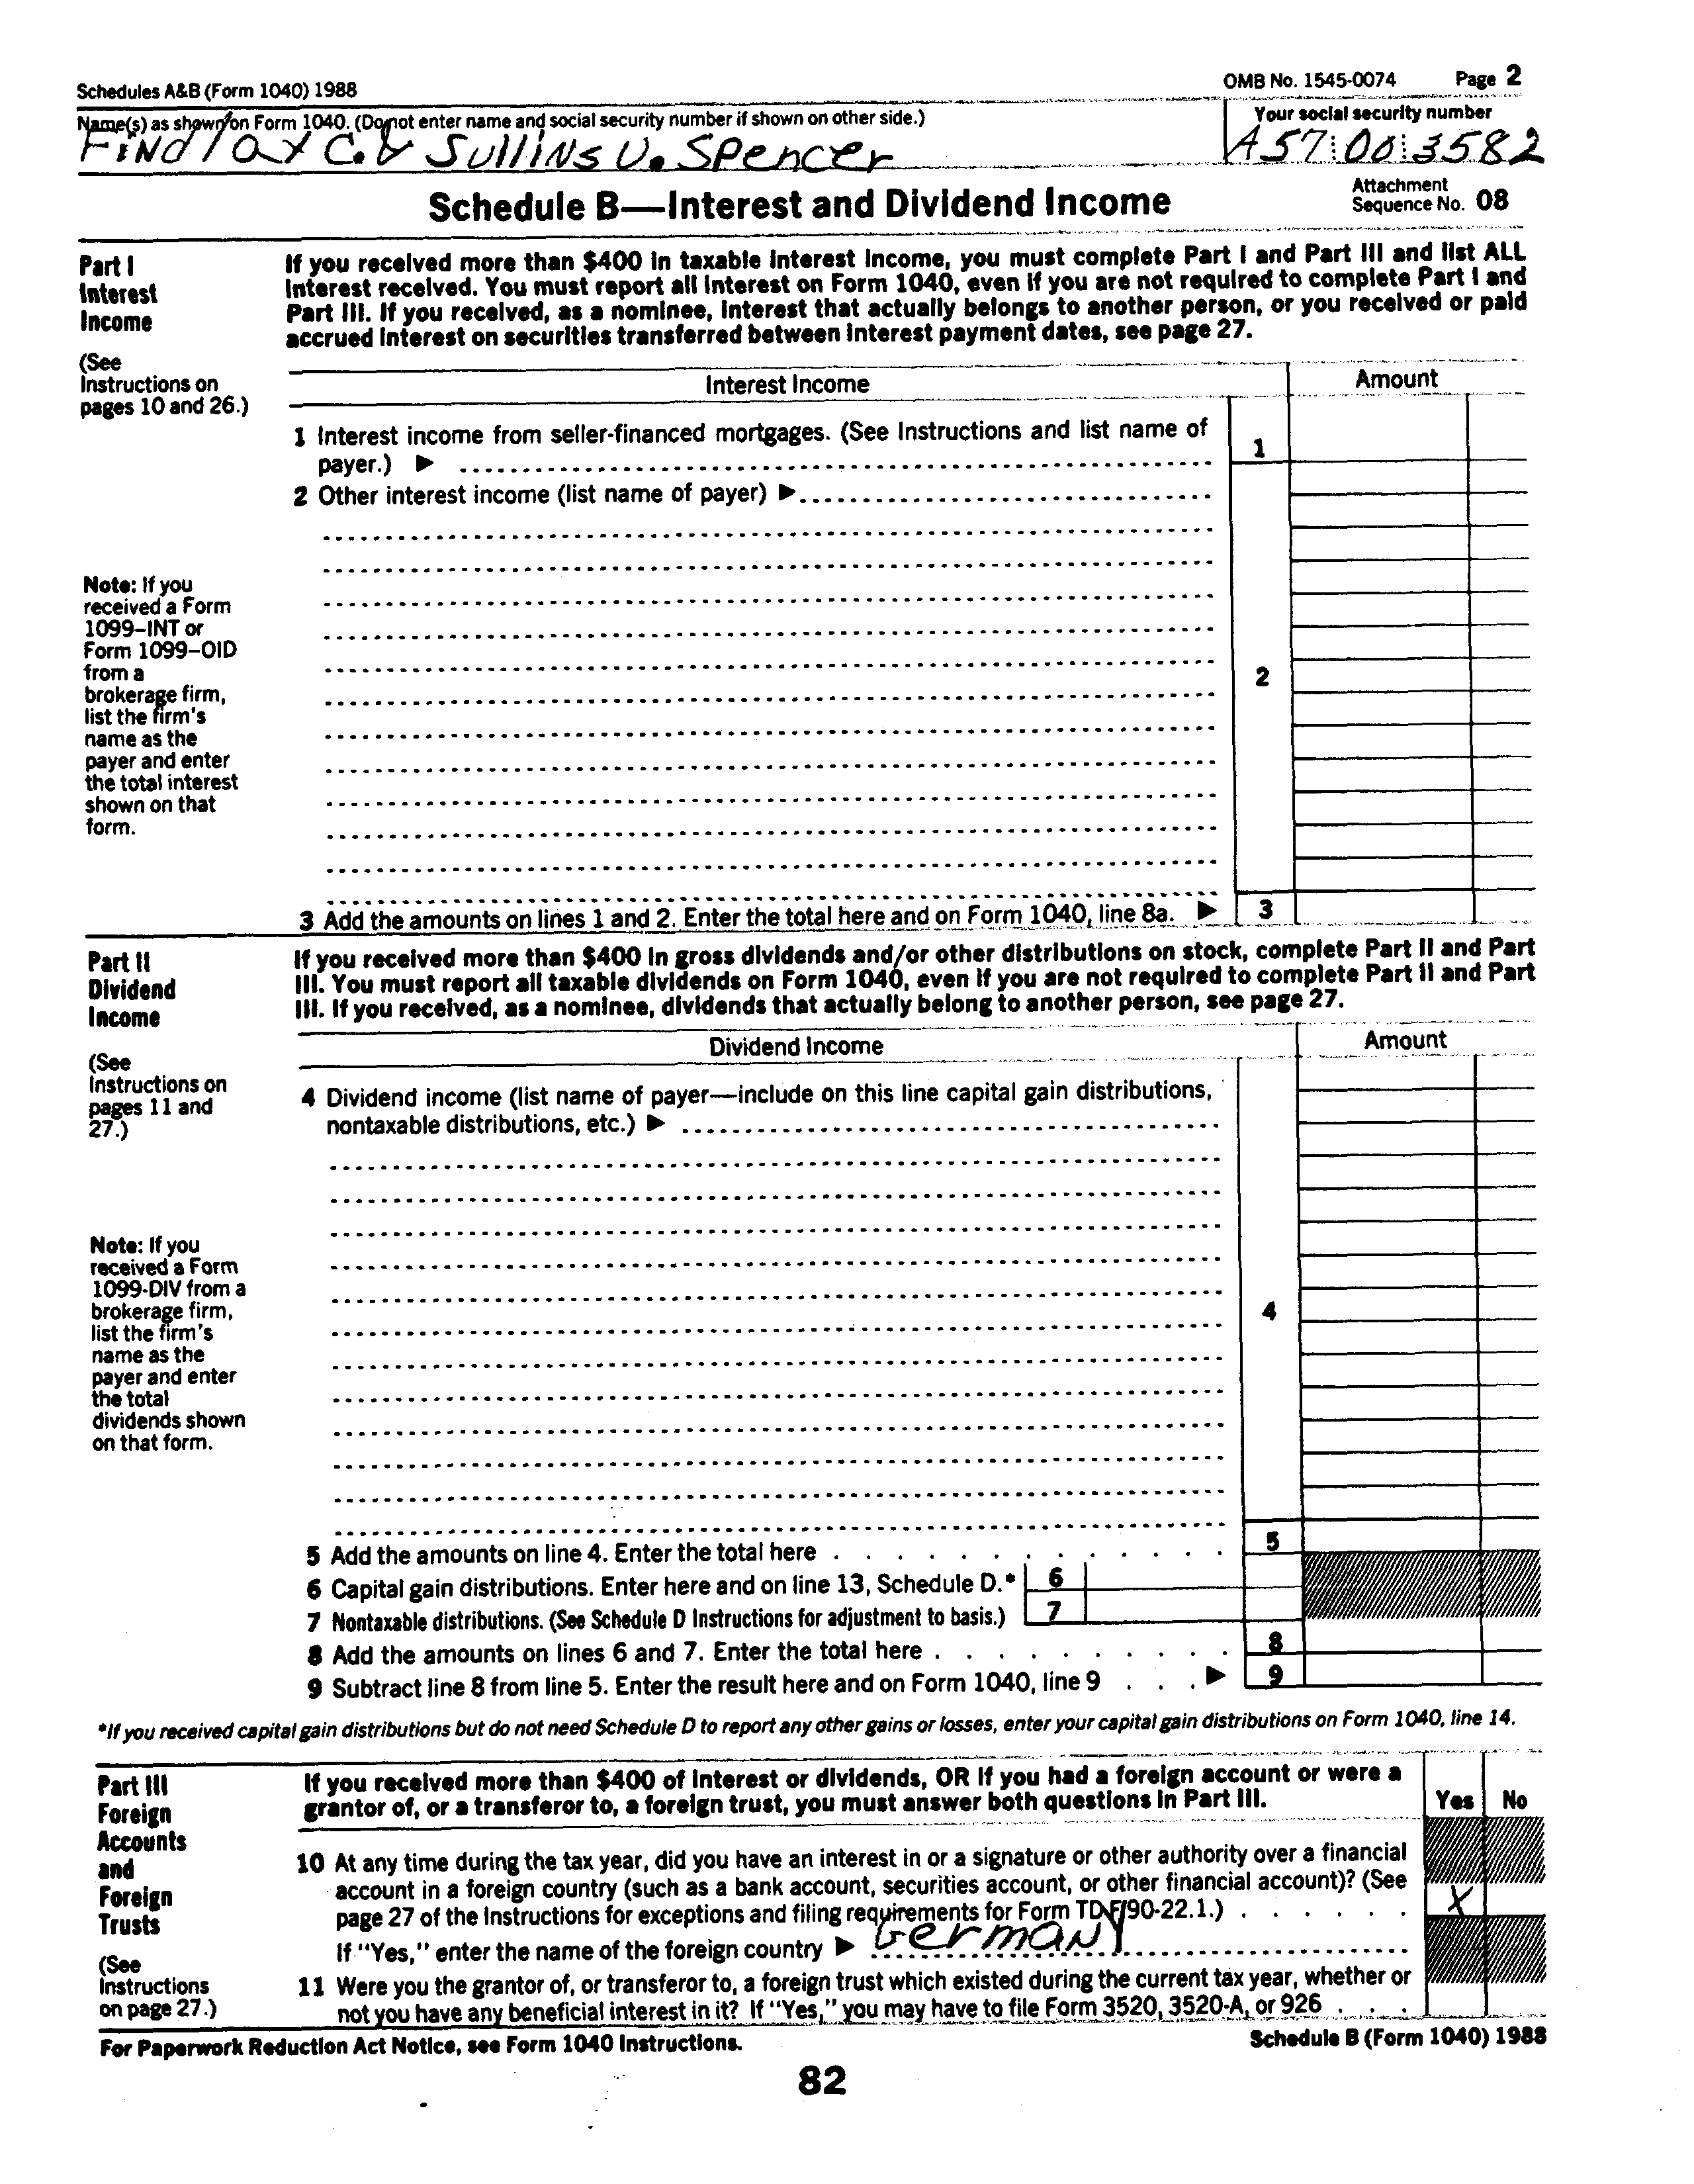 Schedules A&B (Form 1040) 1988
OMB No. 1545-0074 Page 2
Name(s) as shown on Form 1040. (Do not enter name and social security number if shown on other side.)
Your social security number
Findlay C. & Sullins U. Spencer
A57 00 3582
Schedule B—Interest and Dividend Income
Attachment
Sequence No. 08
Part I
Interest
Income
(See
Instructions on
pages 10 and 26.)
If you received more than $400 in taxable interest income, you must complete Part I and Part III and list ALL
interest received. You must report all interest on Form 1040, even if you are not required to complete Part I and
Part III. If you received, as a nominee, interest that actually belongs to another person, or you received or paid
accrued interest on securities transferred between interest payment dates, see page 27.
Interest Income
Amount
1 Interest income from seller-financed mortgages. (See Instructions and list name of
payer.) ▶
1
2 Other interest income (list name of payer) ▶
Note: If you
received a Form
1099–INT or
Form 1099–OID
from a
brokerage firm,
list the firm's
name as the
payer and enter
the total interest
shown on that
form.
2
3 Add the amounts on lines 1 and 2. Enter the total here and on Form 1040, line 8a. ▶ 3
Part II
Dividend
Income
(See
Instructions on
pages 11 and
27.)
If you received more than $400 in gross dividends and/or other distributions on stock, complete Part II and Part
III. You must report all taxable dividends on Form 1040, even if you are not required to complete Part II and Part
III. If you received, as a nominee, dividends that actually belong to another person, see page 27.
Dividend Income
Amount
4 Dividend income (list name of payer—include on this line capital gain distributions,
nontaxable distributions, etc.) ▶
Note: If you
received a Form
1099-DIV from a
brokerage firm,
list the firm's
name as the
payer and enter
the total
dividends shown
on that form.
4
5 Add the amounts on line 4. Enter the total here . . . . . . . . . . . . . 5
6 Capital gain distributions. Enter here and on line 13, Schedule D.* 6
7 Nontaxable distributions. (See Schedule D Instructions for adjustment to basis.) 7
8 Add the amounts on lines 6 and 7. Enter the total here . . . . . . . . . . 8
9 Subtract line 8 from line 5. Enter the result here and on Form 1040, line 9 . . . ▶ 9
*If you received capital gain distributions but do not need Schedule D to report any other gains or losses, enter your capital gain distributions on Form 1040, line 14.
Part III
Foreign
Accounts
and
Foreign
Trusts
(See
Instructions
on page 27.)
If you received more than $400 of interest or dividends, OR if you had a foreign account or were a
grantor of, or a transferor to, a foreign trust, you must answer both questions in Part III.
Yes No
10 At any time during the tax year, did you have an interest in or a signature or other authority over a financial
account in a foreign country (such as a bank account, securities account, or other financial account)? (See
page 27 of the Instructions for exceptions and filing requirements for Form TD F 90-22.1.) . . . . . . X
If "Yes," enter the name of the foreign country ▶ Germany
11 Were you the grantor of, or transferor to, a foreign trust which existed during the current tax year, whether or
not you have any beneficial interest in it? If "Yes," you may have to file Form 3520, 3520-A, or 926 . . .
For Paperwork Reduction Act Notice, see Form 1040 Instructions.
Schedule B (Form 1040) 1988
82